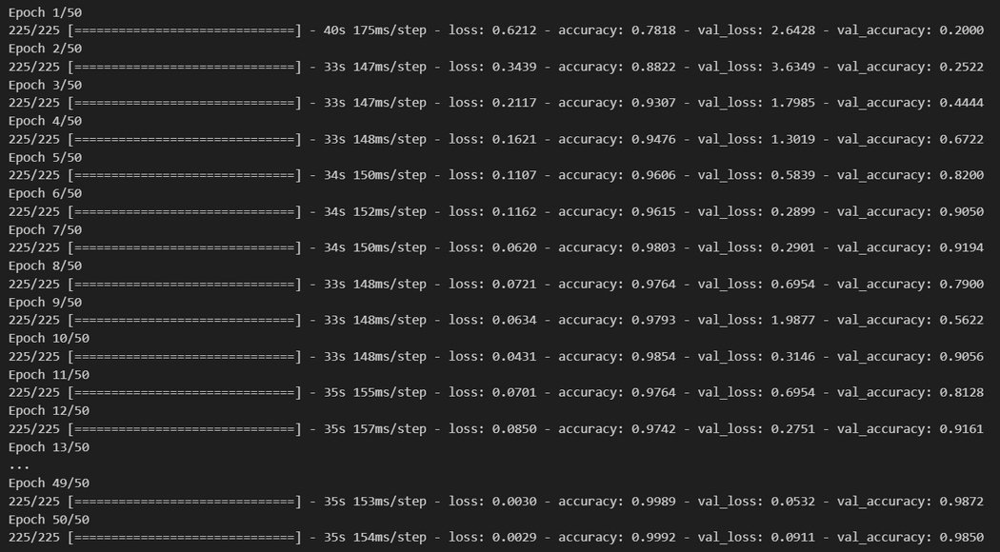 Epoch 1/50
225/225 [==============================] - 40s 175ms/step - loss: 0.6212 - accuracy: 0.7818 - val_loss: 2.6428 - val_accuracy: 0.2000
Epoch 2/50
225/225 [==============================] - 33s 147ms/step - loss: 0.3439 - accuracy: 0.8822 - val_loss: 3.6349 - val_accuracy: 0.2522
Epoch 3/50
225/225 [==============================] - 33s 147ms/step - loss: 0.2117 - accuracy: 0.9307 - val_loss: 1.7985 - val_accuracy: 0.4444
Epoch 4/50
225/225 [==============================] - 33s 148ms/step - loss: 0.1621 - accuracy: 0.9476 - val_loss: 1.3019 - val_accuracy: 0.6722
Epoch 5/50
225/225 [==============================] - 34s 150ms/step - loss: 0.1107 - accuracy: 0.9606 - val_loss: 0.5839 - val_accuracy: 0.8200
Epoch 6/50
225/225 [==============================] - 34s 152ms/step - loss: 0.1162 - accuracy: 0.9615 - val_loss: 0.2899 - val_accuracy: 0.9050
Epoch 7/50
225/225 [==============================] - 34s 150ms/step - loss: 0.0620 - accuracy: 0.9803 - val_loss: 0.2901 - val_accuracy: 0.9194
Epoch 8/50
225/225 [==============================] - 33s 148ms/step - loss: 0.0721 - accuracy: 0.9764 - val_loss: 0.6954 - val_accuracy: 0.7900
Epoch 9/50
225/225 [==============================] - 33s 148ms/step - loss: 0.0634 - accuracy: 0.9793 - val_loss: 1.9877 - val_accuracy: 0.5622
Epoch 10/50
225/225 [==============================] - 33s 148ms/step - loss: 0.0431 - accuracy: 0.9854 - val_loss: 0.3146 - val_accuracy: 0.9056
Epoch 11/50
225/225 [==============================] - 35s 155ms/step - loss: 0.0701 - accuracy: 0.9764 - val_loss: 0.6954 - val_accuracy: 0.8128
Epoch 12/50
225/225 [==============================] - 35s 157ms/step - loss: 0.0850 - accuracy: 0.9742 - val_loss: 0.2751 - val_accuracy: 0.9161
Epoch 13/50
...
Epoch 49/50
225/225 [==============================] - 35s 153ms/step - loss: 0.0030 - accuracy: 0.9989 - val_loss: 0.0532 - val_accuracy: 0.9872
Epoch 50/50
225/225 [==============================] - 35s 154ms/step - loss: 0.0029 - accuracy: 0.9992 - val_loss: 0.0911 - val_accuracy: 0.9850